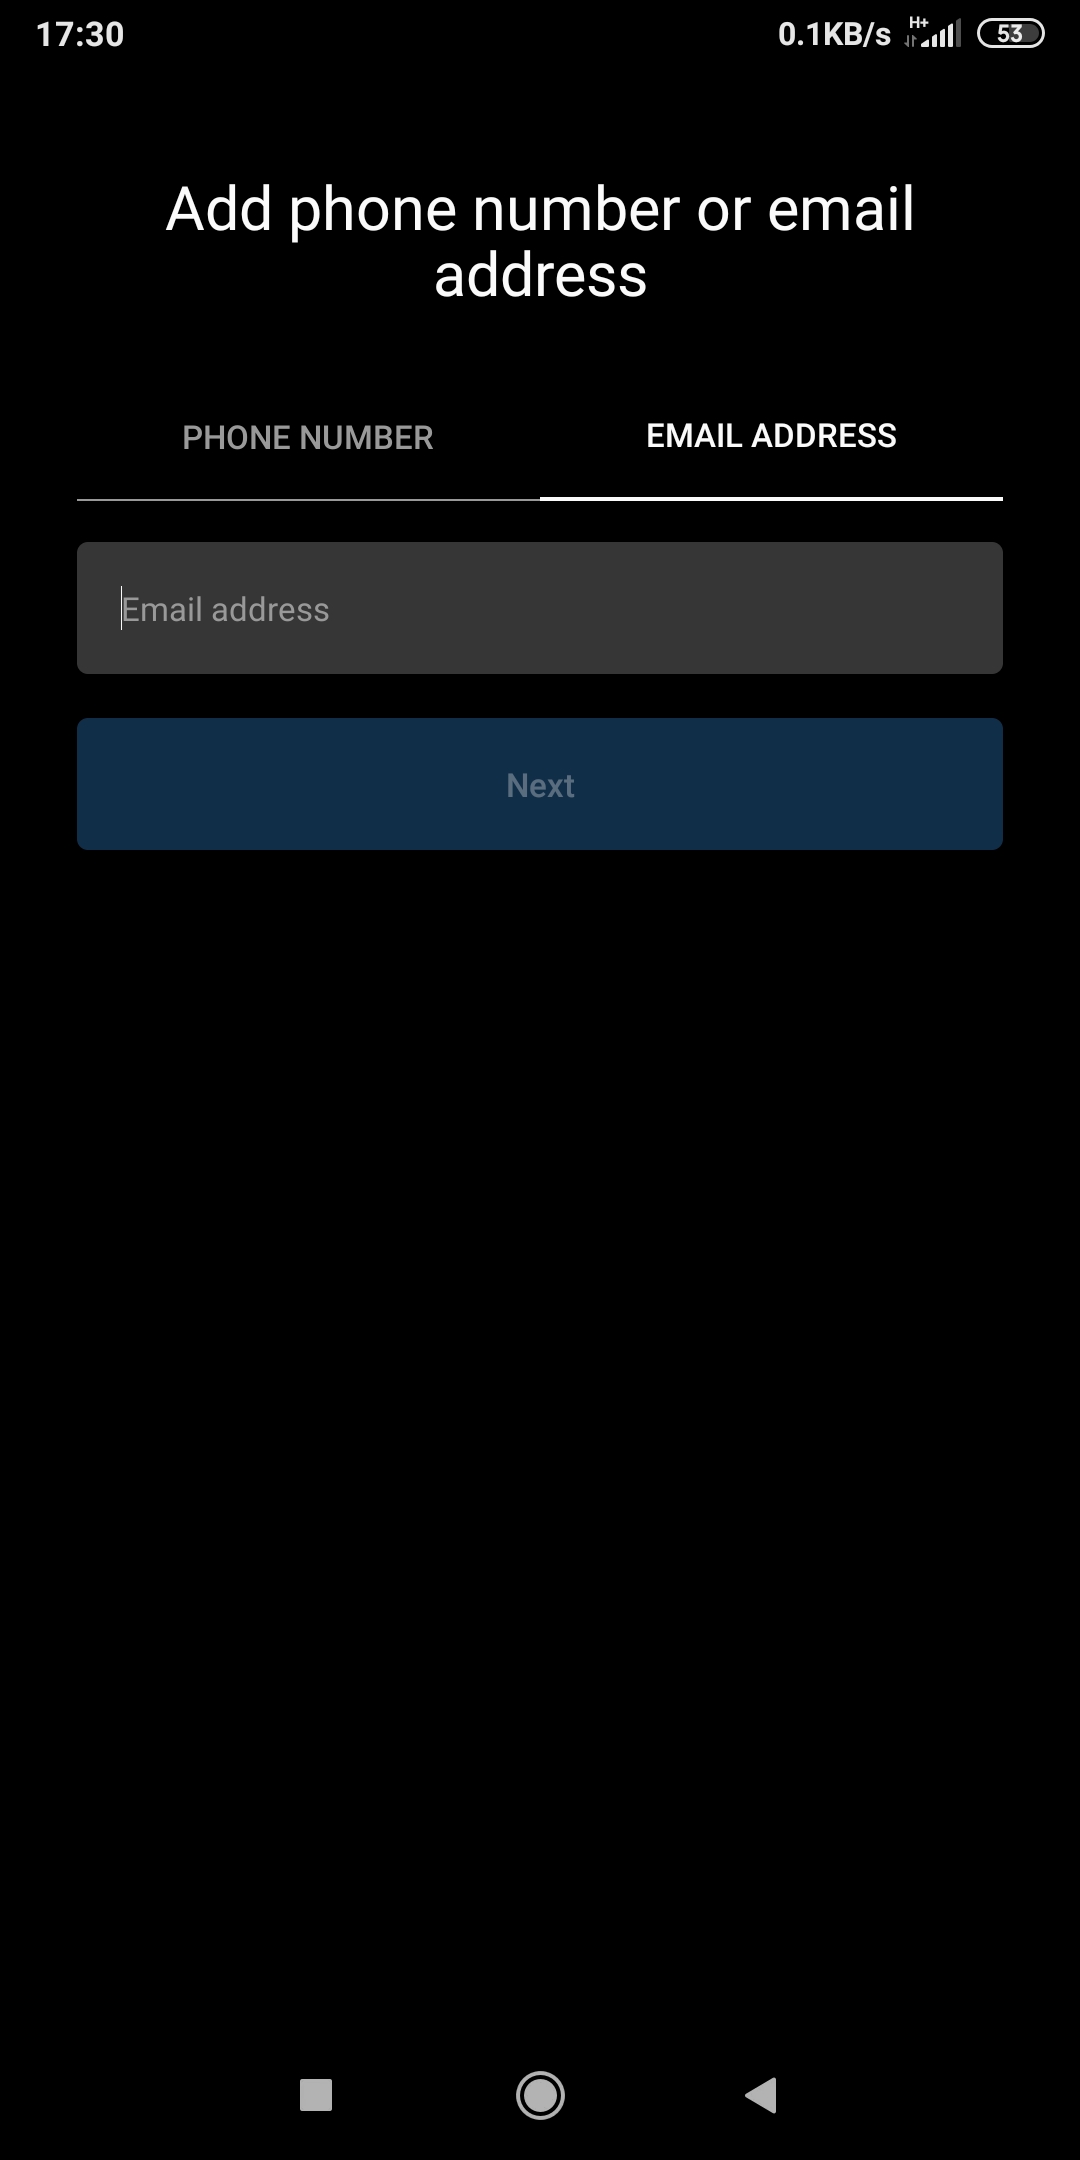 17:30
0.1KB/s H+ 53
Add phone number or email
address
PHONE NUMBER
EMAIL ADDRESS
Email address
Next